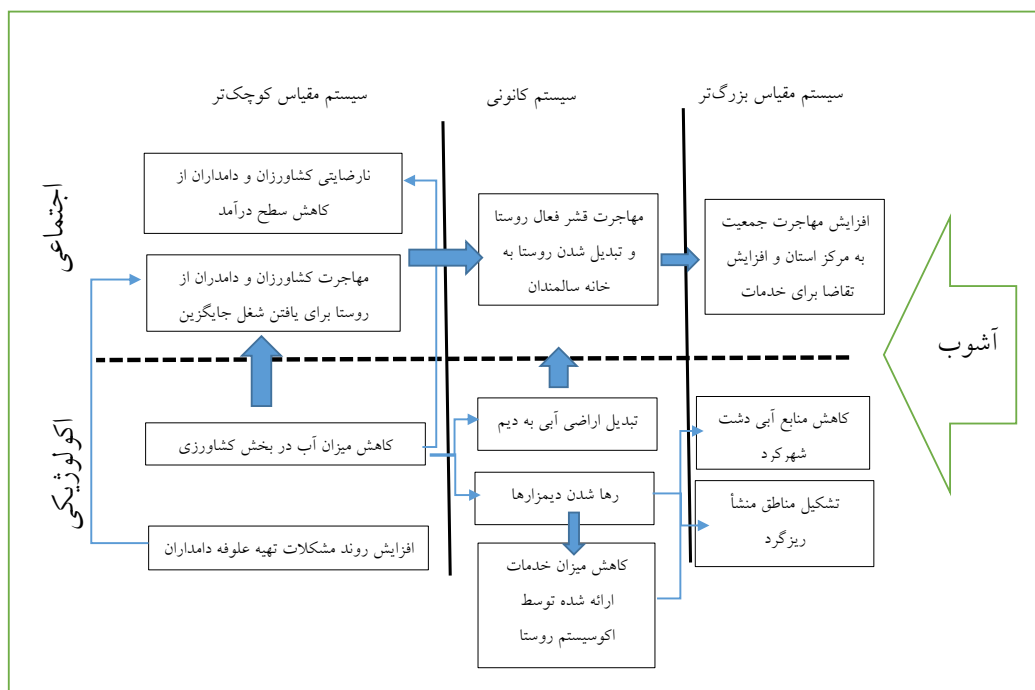 سیستم مقیاس بزرگ‌تر
سیستم کانونی
سیستم مقیاس کوچک‌تر
اجتماعی
نارضایتی کشاورزان و دامداران از
کاهش سطح درآمد
مهاجرت کشاورزان و دامدران از
روستا برای یافتن شغل جایگزین
مهاجرت قشر فعال روستا
و تبدیل شدن روستا به
خانه سالمندان
افزایش مهاجرت جمعیت
به مرکز استان و افزایش
تقاضا برای خدمات
آشوب
اکولوژیکی
کاهش میزان آب در بخش کشاورزی
افزایش روند مشکلات تهیه علوفه دامداران
تبدیل اراضی آبی به دیم
رها شدن دیمزارها
کاهش میزان خدمات
ارائه شده توسط
اکوسیستم روستا
کاهش منابع آبی دشت
شهرکرد
تشکیل مناطق منشأ
ریزگرد